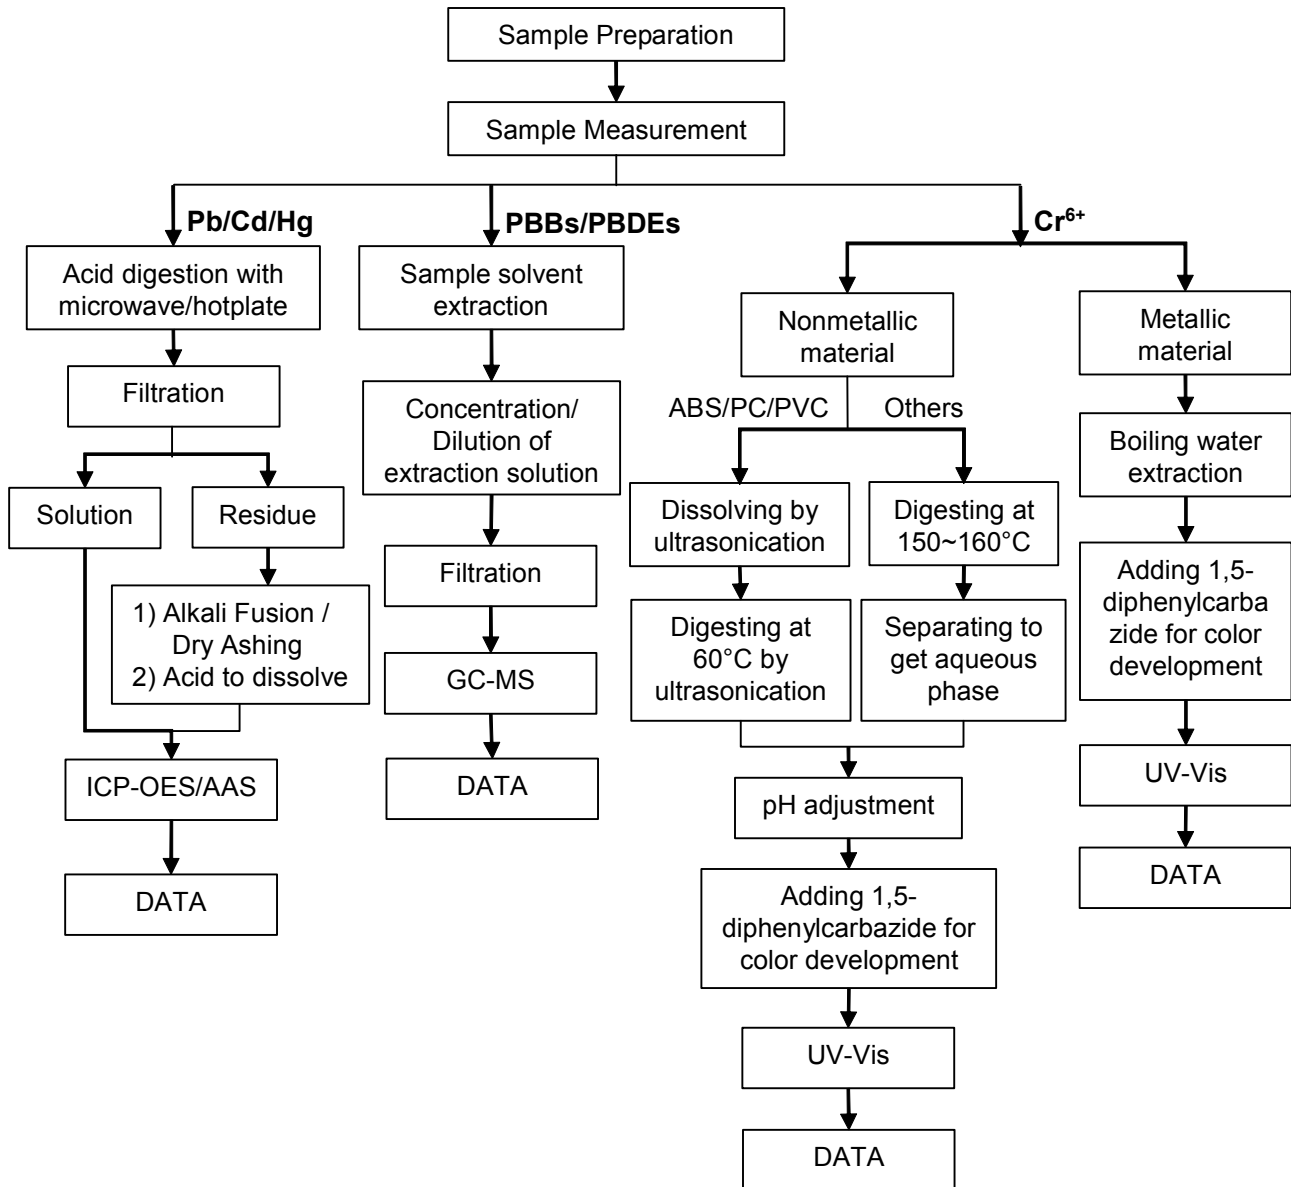 Sample Preparation
Sample Measurement
Pb/Cd/Hg
PBBs/PBDEs
Cr⁶⁺
Acid digestion with
microwave/hotplate
Filtration
Solution
Residue
1) Alkali Fusion /
Dry Ashing
2) Acid to dissolve
ICP-OES/AAS
DATA
Sample solvent
extraction
Concentration/
Dilution of
extraction solution
Filtration
GC-MS
DATA
Nonmetallic
material
ABS/PC/PVC
Others
Dissolving by
ultrasonication
Digesting at
60°C by
ultrasonication
Digesting at
150~160°C
Separating to
get aqueous
phase
pH adjustment
Adding 1,5-
diphenylcarbazide for
color development
UV-Vis
DATA
Metallic
material
Boiling water
extraction
Adding 1,5-
diphenylcarba
zide for color
development
UV-Vis
DATA